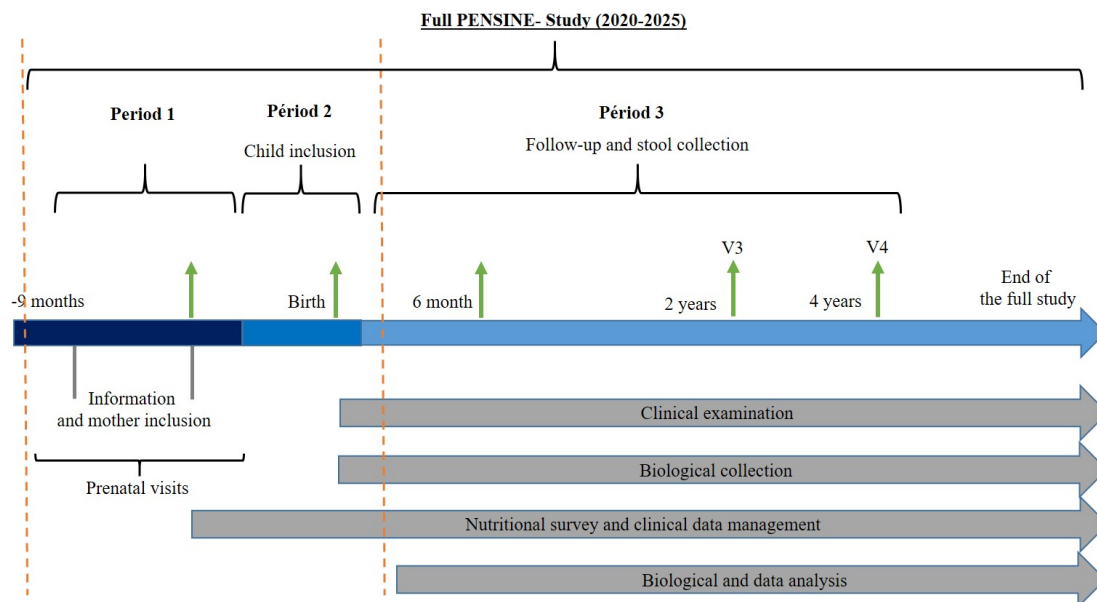 Full PENSINE- Study (2020-2025)
Period 1
Périod 2
Périod 3
Child inclusion
Follow-up and stool collection
V3
V4
-9 months
Birth
6 month
2 years
4 years
End of
the full study
Information
and mother inclusion
Prenatal visits
Clinical examination
Biological collection
Nutritional survey and clinical data management
Biological and data analysis